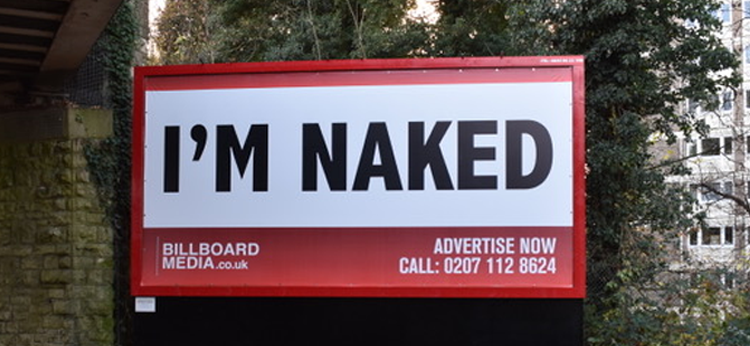 I'M NAKED
BILLBOARD
MEDIA.co.uk
ADVERTISE NOW
CALL: 0207 112 8624